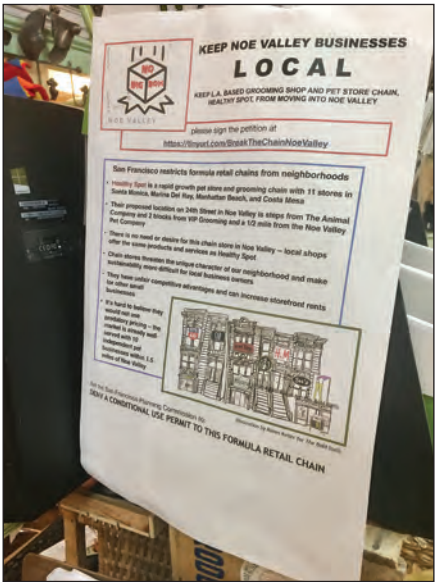 KEEP NOE VALLEY BUSINESSES
LOCAL
KEEP L.A. BASED GROOMING SHOP AND PET STORE CHAIN,
HEALTHY SPOT, FROM MOVING INTO NOE VALLEY
NO
BIG BOX
NOE VALLEY
please sign the petition at
https://tinyurl.com/BreakTheChainNoeValley
San Francisco restricts formula retail chains from neighborhoods
• Healthy Spot is a rapid growth pet store and grooming chain with 11 stores in
Santa Monica, Marina Del Rey, Manhattan Beach, and Costa Mesa
• Their proposed location on 24th Street in Noe Valley is steps from The Animal
Company and 2 blocks from VIP Grooming and a 1/2 mile from the Noe Valley
Pet Company
• There is no need or desire for this chain store in Noe Valley – local shops
offer the same products and services as Healthy Spot
• Chain stores threaten the unique character of our neighborhood and make
sustainability more difficult for local business owners
• They have unfair competitive advantages and can increase storefront rents
for other small
businesses
• It's hard to believe they
would not use
predatory pricing – the
market is already well-
served with 10
independent pet
businesses within 1.5
miles of Noe Valley
San Francisco Planning Commission to
DENY A CONDITIONAL USE PERMIT TO THIS FORMULA RETAIL CHAIN